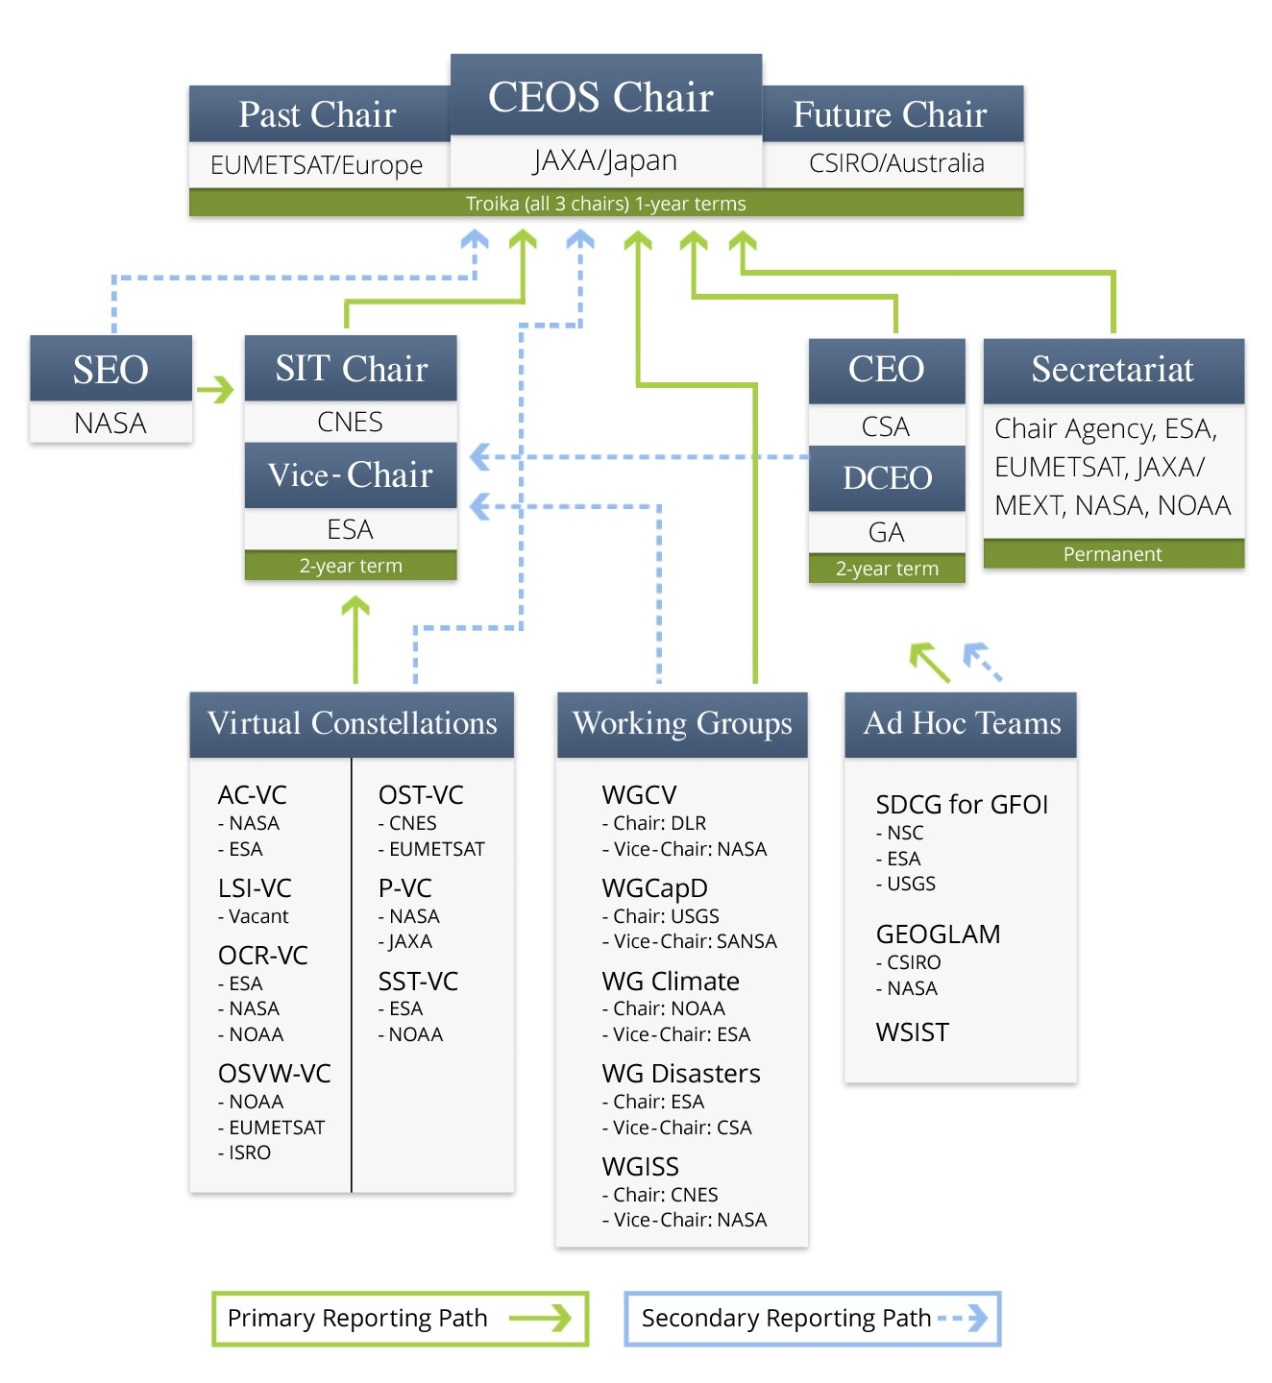 CEOS Chair
Past Chair
Future Chair
JAXA/Japan
EUMETSAT/Europe
CSIRO/Australia
Troika (all 3 chairs) 1-year terms
SEO
NASA
SIT Chair
CNES
Vice-Chair
ESA
2-year term
CEO
CSA
DCEO
GA
2-year term
Secretariat
Chair Agency, ESA,
EUMETSAT, JAXA/
MEXT, NASA, NOAA
Permanent
Virtual Constellations
AC-VC
- NASA
- ESA
LSI-VC
- Vacant
OCR-VC
- ESA
- NASA
- NOAA
OSVW-VC
- NOAA
- EUMETSAT
- ISRO
OST-VC
- CNES
- EUMETSAT
P-VC
- NASA
- JAXA
SST-VC
- ESA
- NOAA
Working Groups
WGCV
- Chair: DLR
- Vice-Chair: NASA
WGCapD
- Chair: USGS
- Vice-Chair: SANSA
WG Climate
- Chair: NOAA
- Vice-Chair: ESA
WG Disasters
- Chair: ESA
- Vice-Chair: CSA
WGISS
- Chair: CNES
- Vice-Chair: NASA
Ad Hoc Teams
SDCG for GFOI
- NSC
- ESA
- USGS
GEOGLAM
- CSIRO
- NASA
WSIST
Primary Reporting Path
Secondary Reporting Path